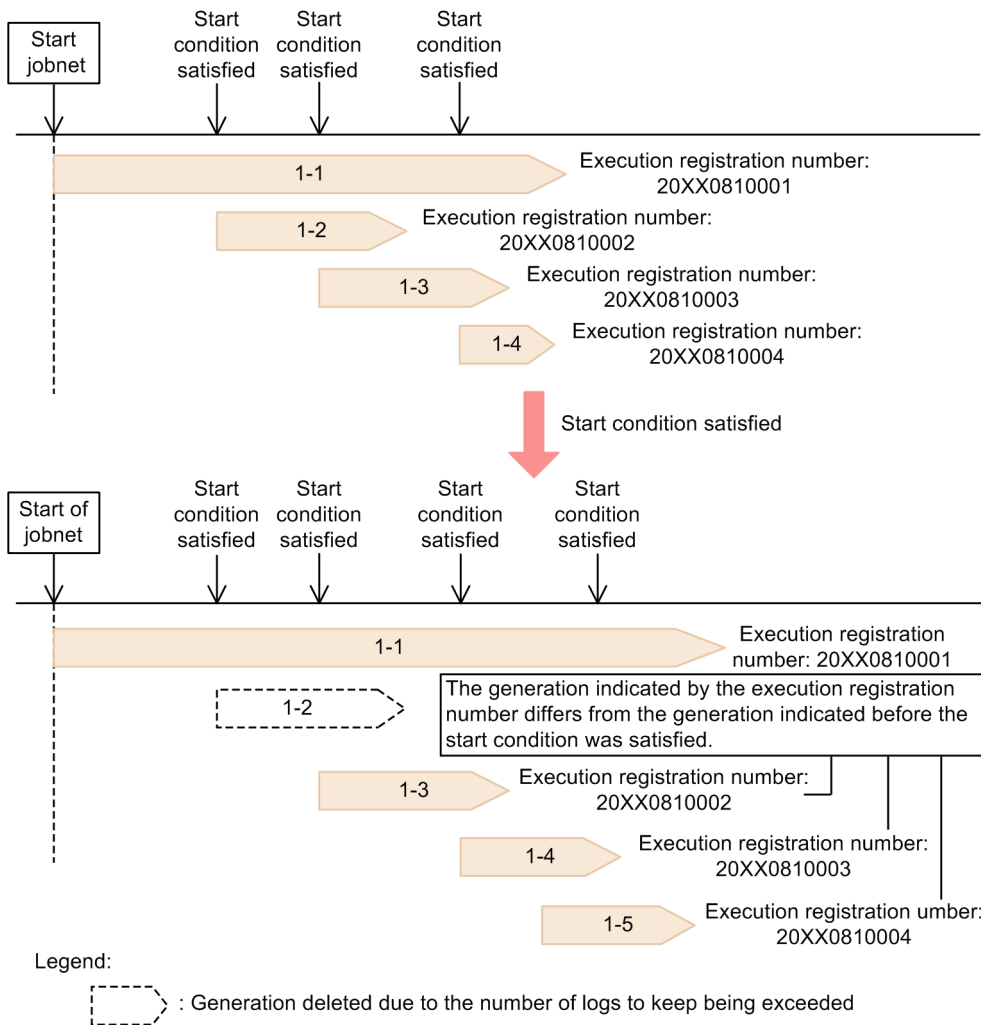 Start
jobnet
Start
condition
satisfied
Start
condition
satisfied
Start
condition
satisfied
1-1
Execution registration number:
20XX0810001
1-2
Execution registration number:
20XX0810002
1-3
Execution registration number:
20XX0810003
1-4
Execution registration number:
20XX0810004
Start condition satisfied
Start of
jobnet
Start
condition
satisfied
Start
condition
satisfied
Start
condition
satisfied
Start
condition
satisfied
1-1
Execution registration
number: 20XX0810001
1-2
The generation indicated by the execution registration
number differs from the generation indicated before the
start condition was satisfied.
1-3
Execution registration number:
20XX0810002
1-4
Execution registration number:
20XX0810003
1-5
Execution registration umber:
20XX0810004
Legend:
: Generation deleted due to the number of logs to keep being exceeded